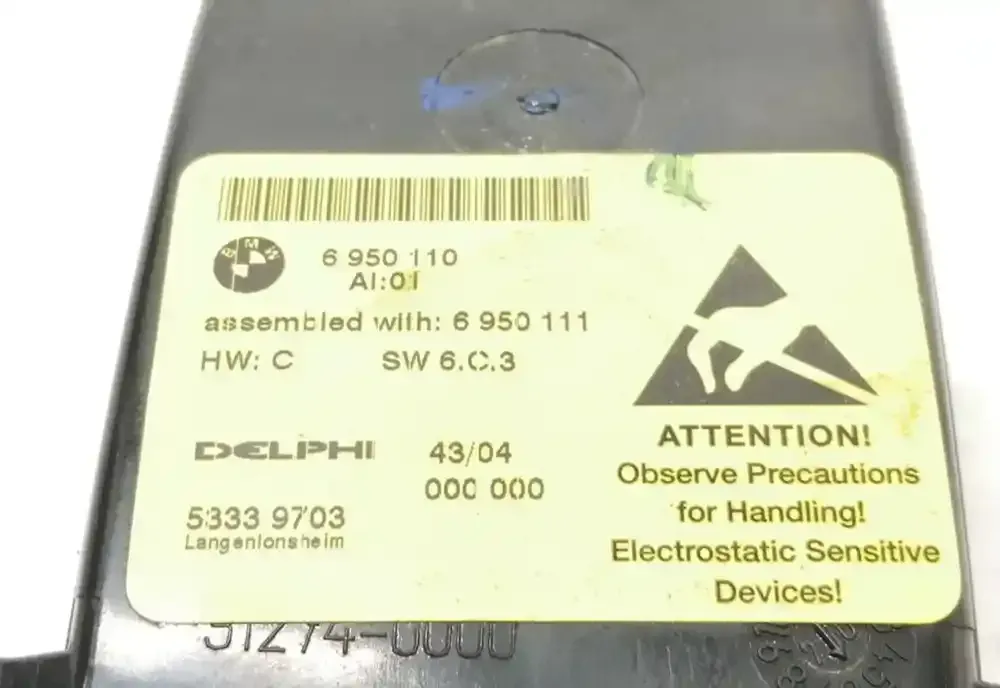 BMW
6 950 110
AI:01
assembled with: 6 950 111
HW: C SW 6.C.3
DELPHI 43/04
000 000
5333 9703
Langenlonsheim
ATTENTION!
Observe Precautions
for Handling!
Electrostatic Sensitive
Devices!